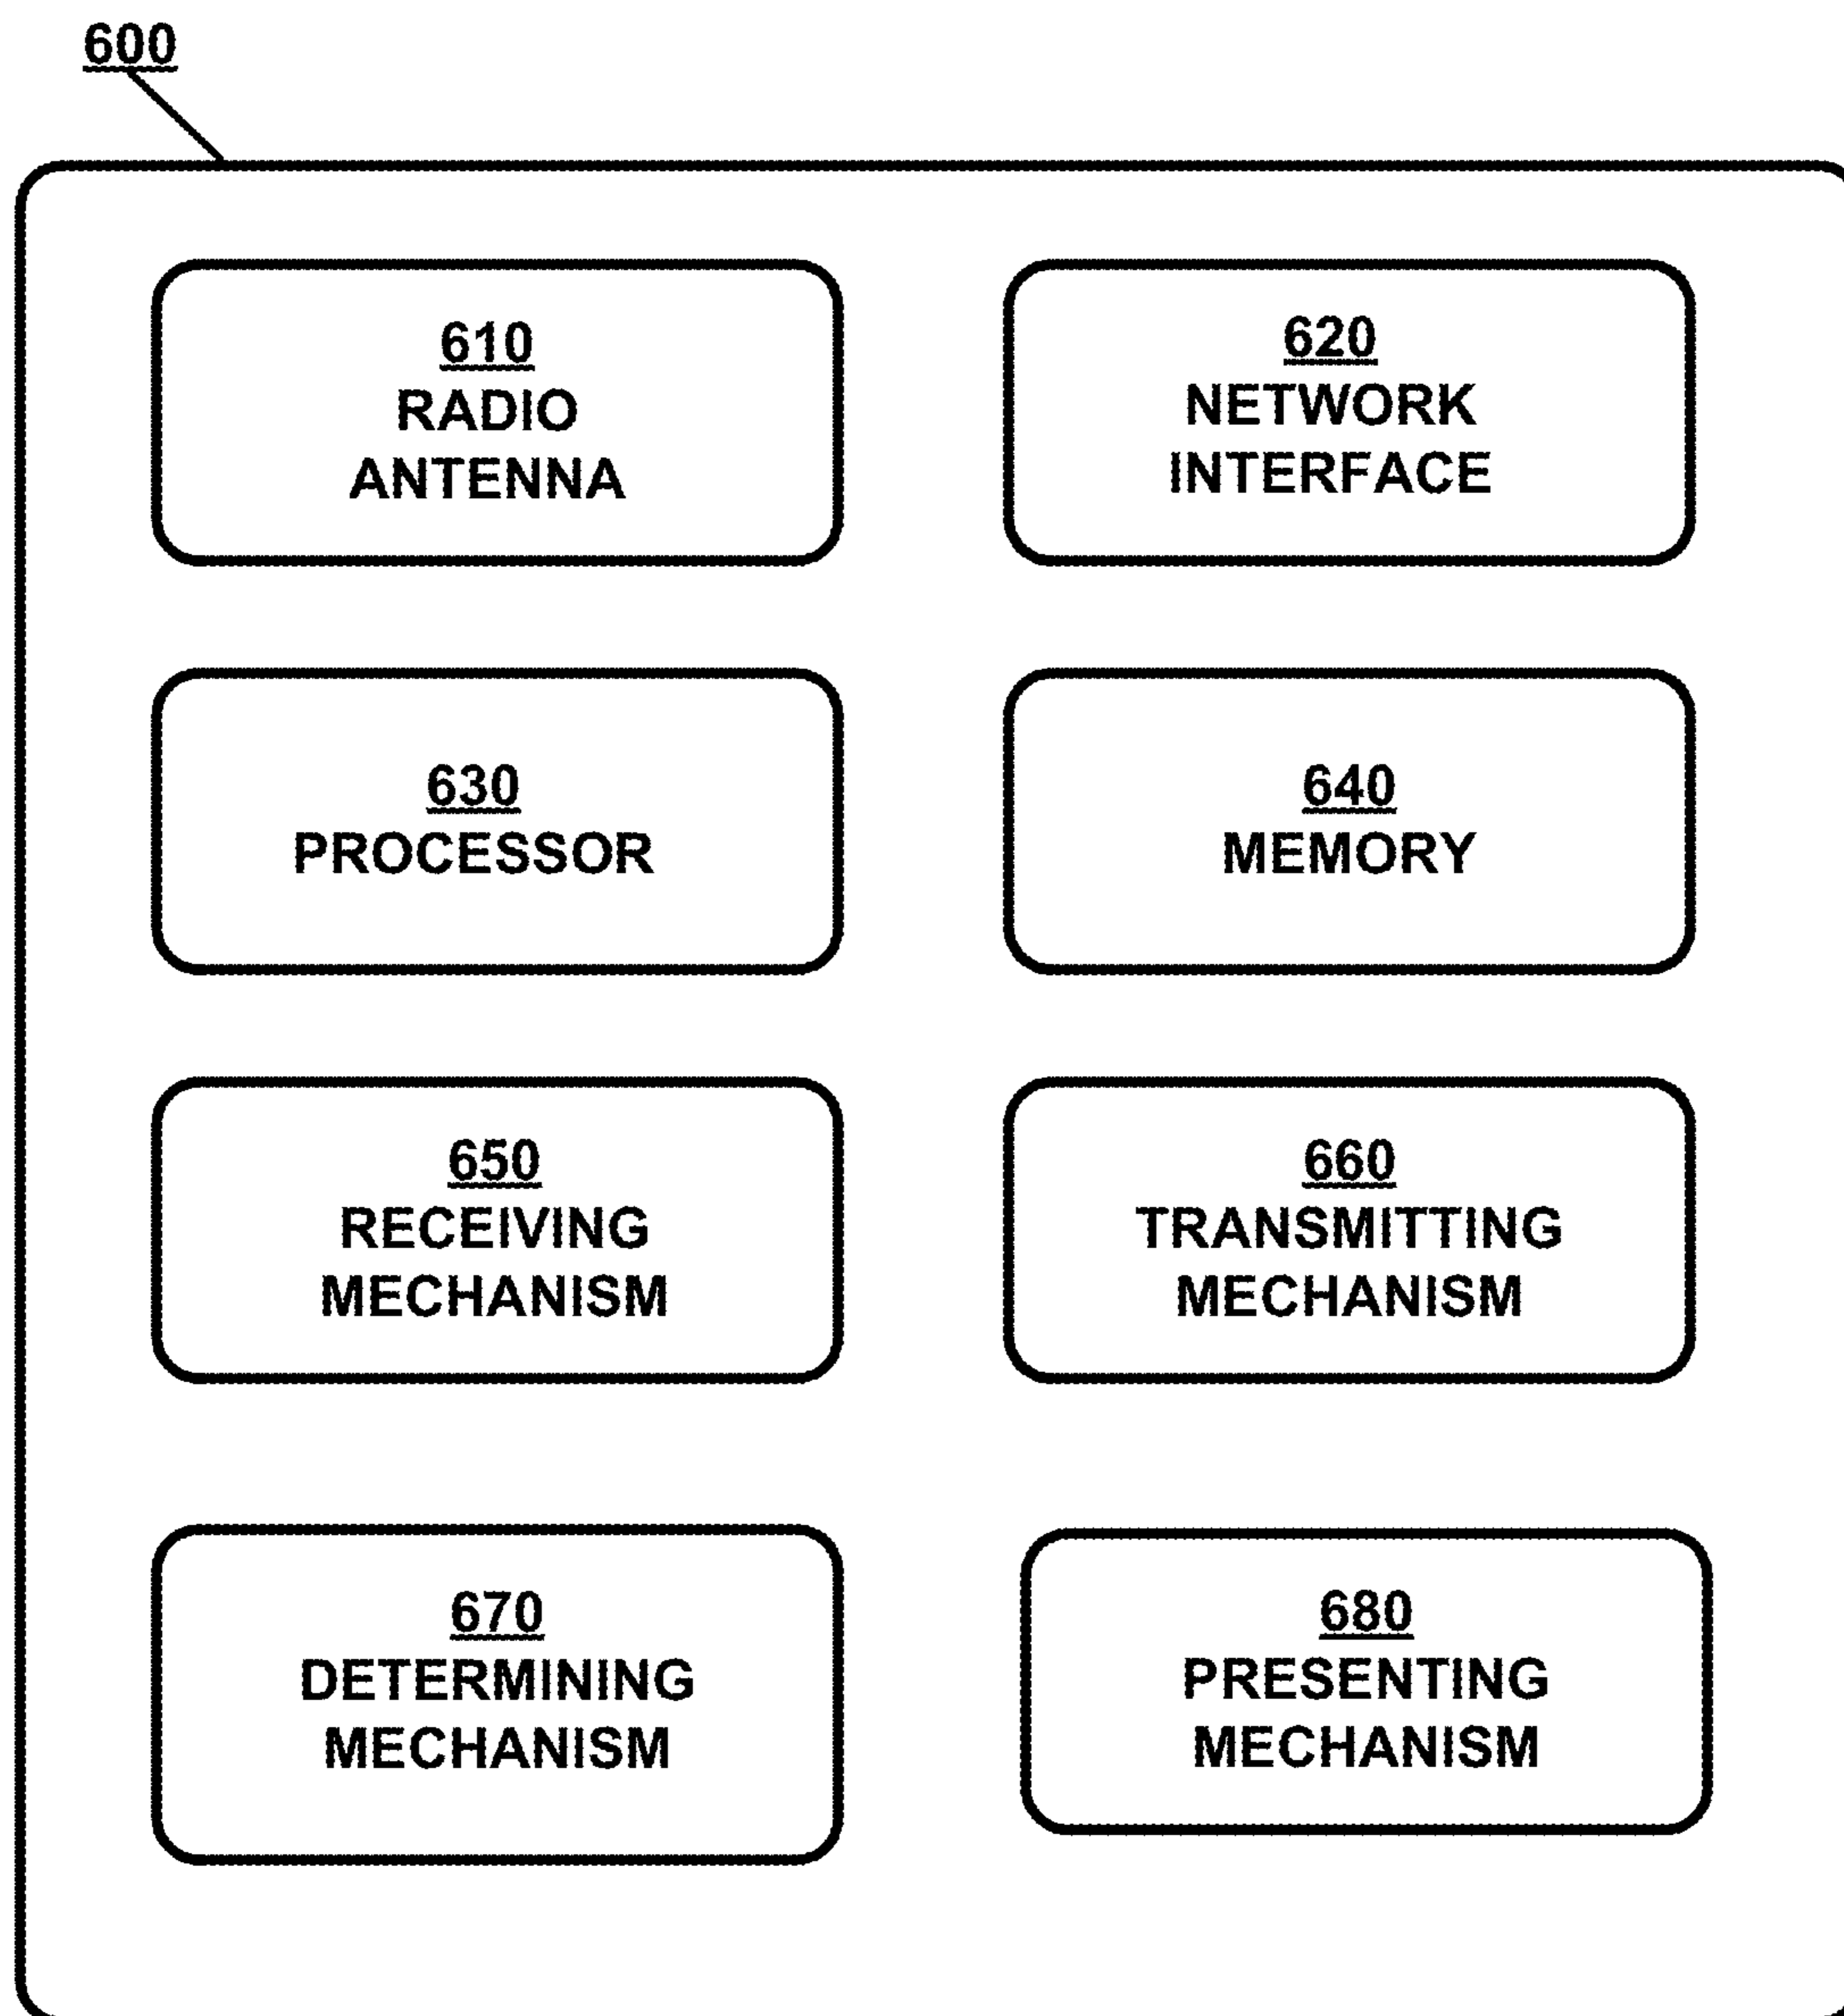 600
610
RADIO
ANTENNA
620
NETWORK
INTERFACE
630
PROCESSOR
640
MEMORY
650
RECEIVING
MECHANISM
660
TRANSMITTING
MECHANISM
670
DETERMINING
MECHANISM
680
PRESENTING
MECHANISM